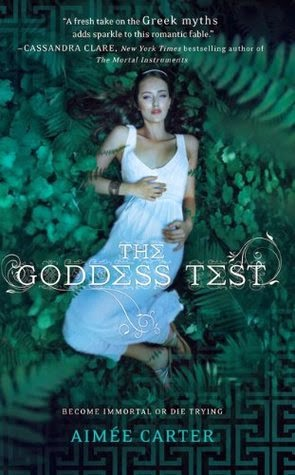 "A fresh take on the Greek myths
adds sparkle to this romantic fable."
—CASSANDRA CLARE, New York Times bestselling author of
The Mortal Instruments
THE
GODDESS TEST
BECOME IMMORTAL OR DIE TRYING
AIMÉE CARTER